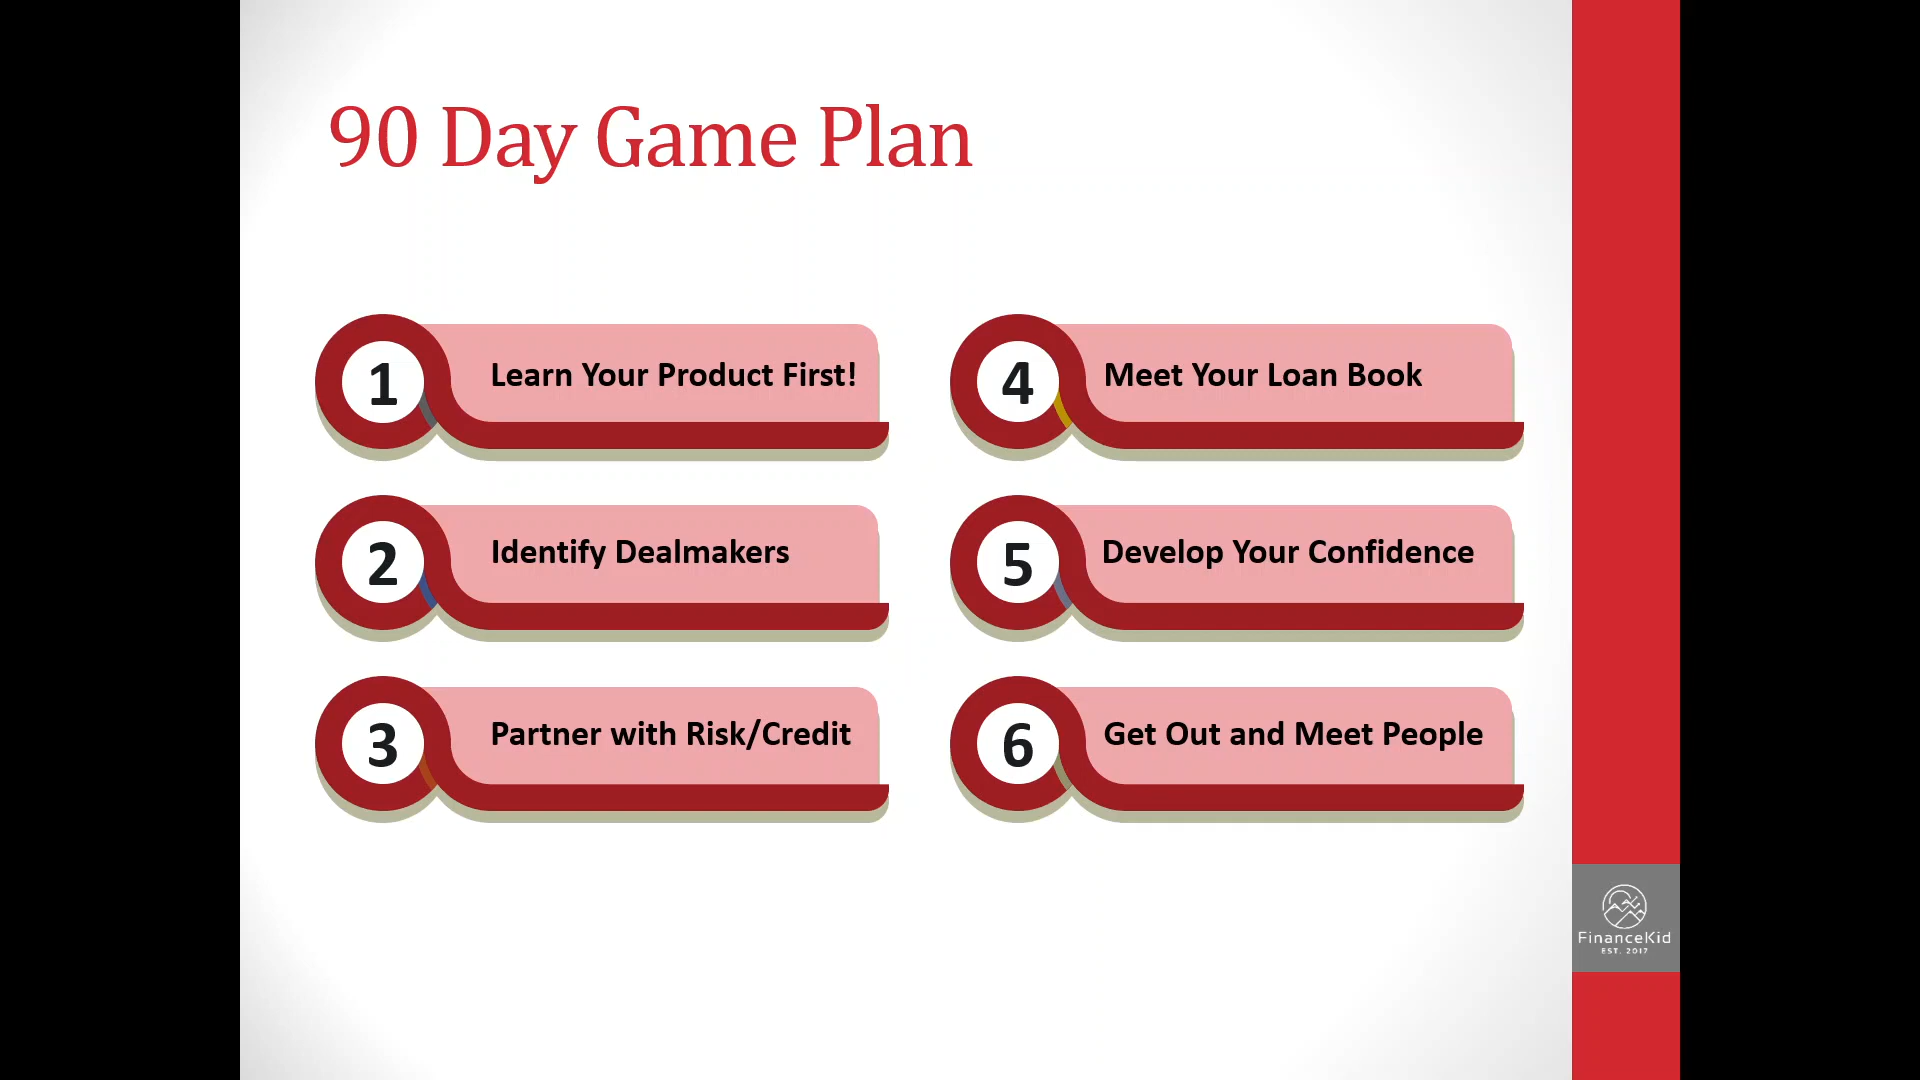 90 Day Game Plan
1
Learn Your Product First!
2
Identify Dealmakers
3
Partner with Risk/Credit
4
Meet Your Loan Book
5
Develop Your Confidence
6
Get Out and Meet People
FinanceKid
EST. 2017